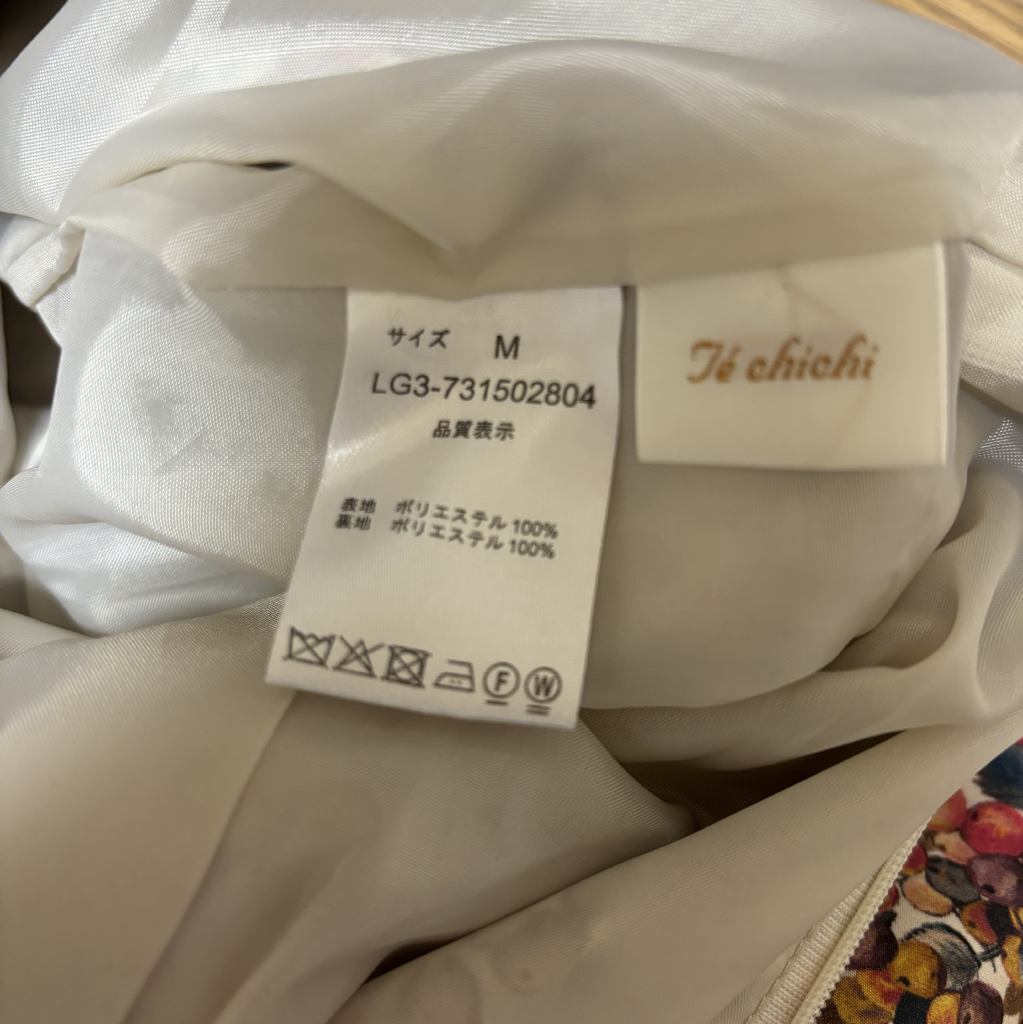 サイズ M
LG3-731502804
品質表示
表地 ポリエステル 100%
裏地 ポリエステル 100%
F W
Té chichi